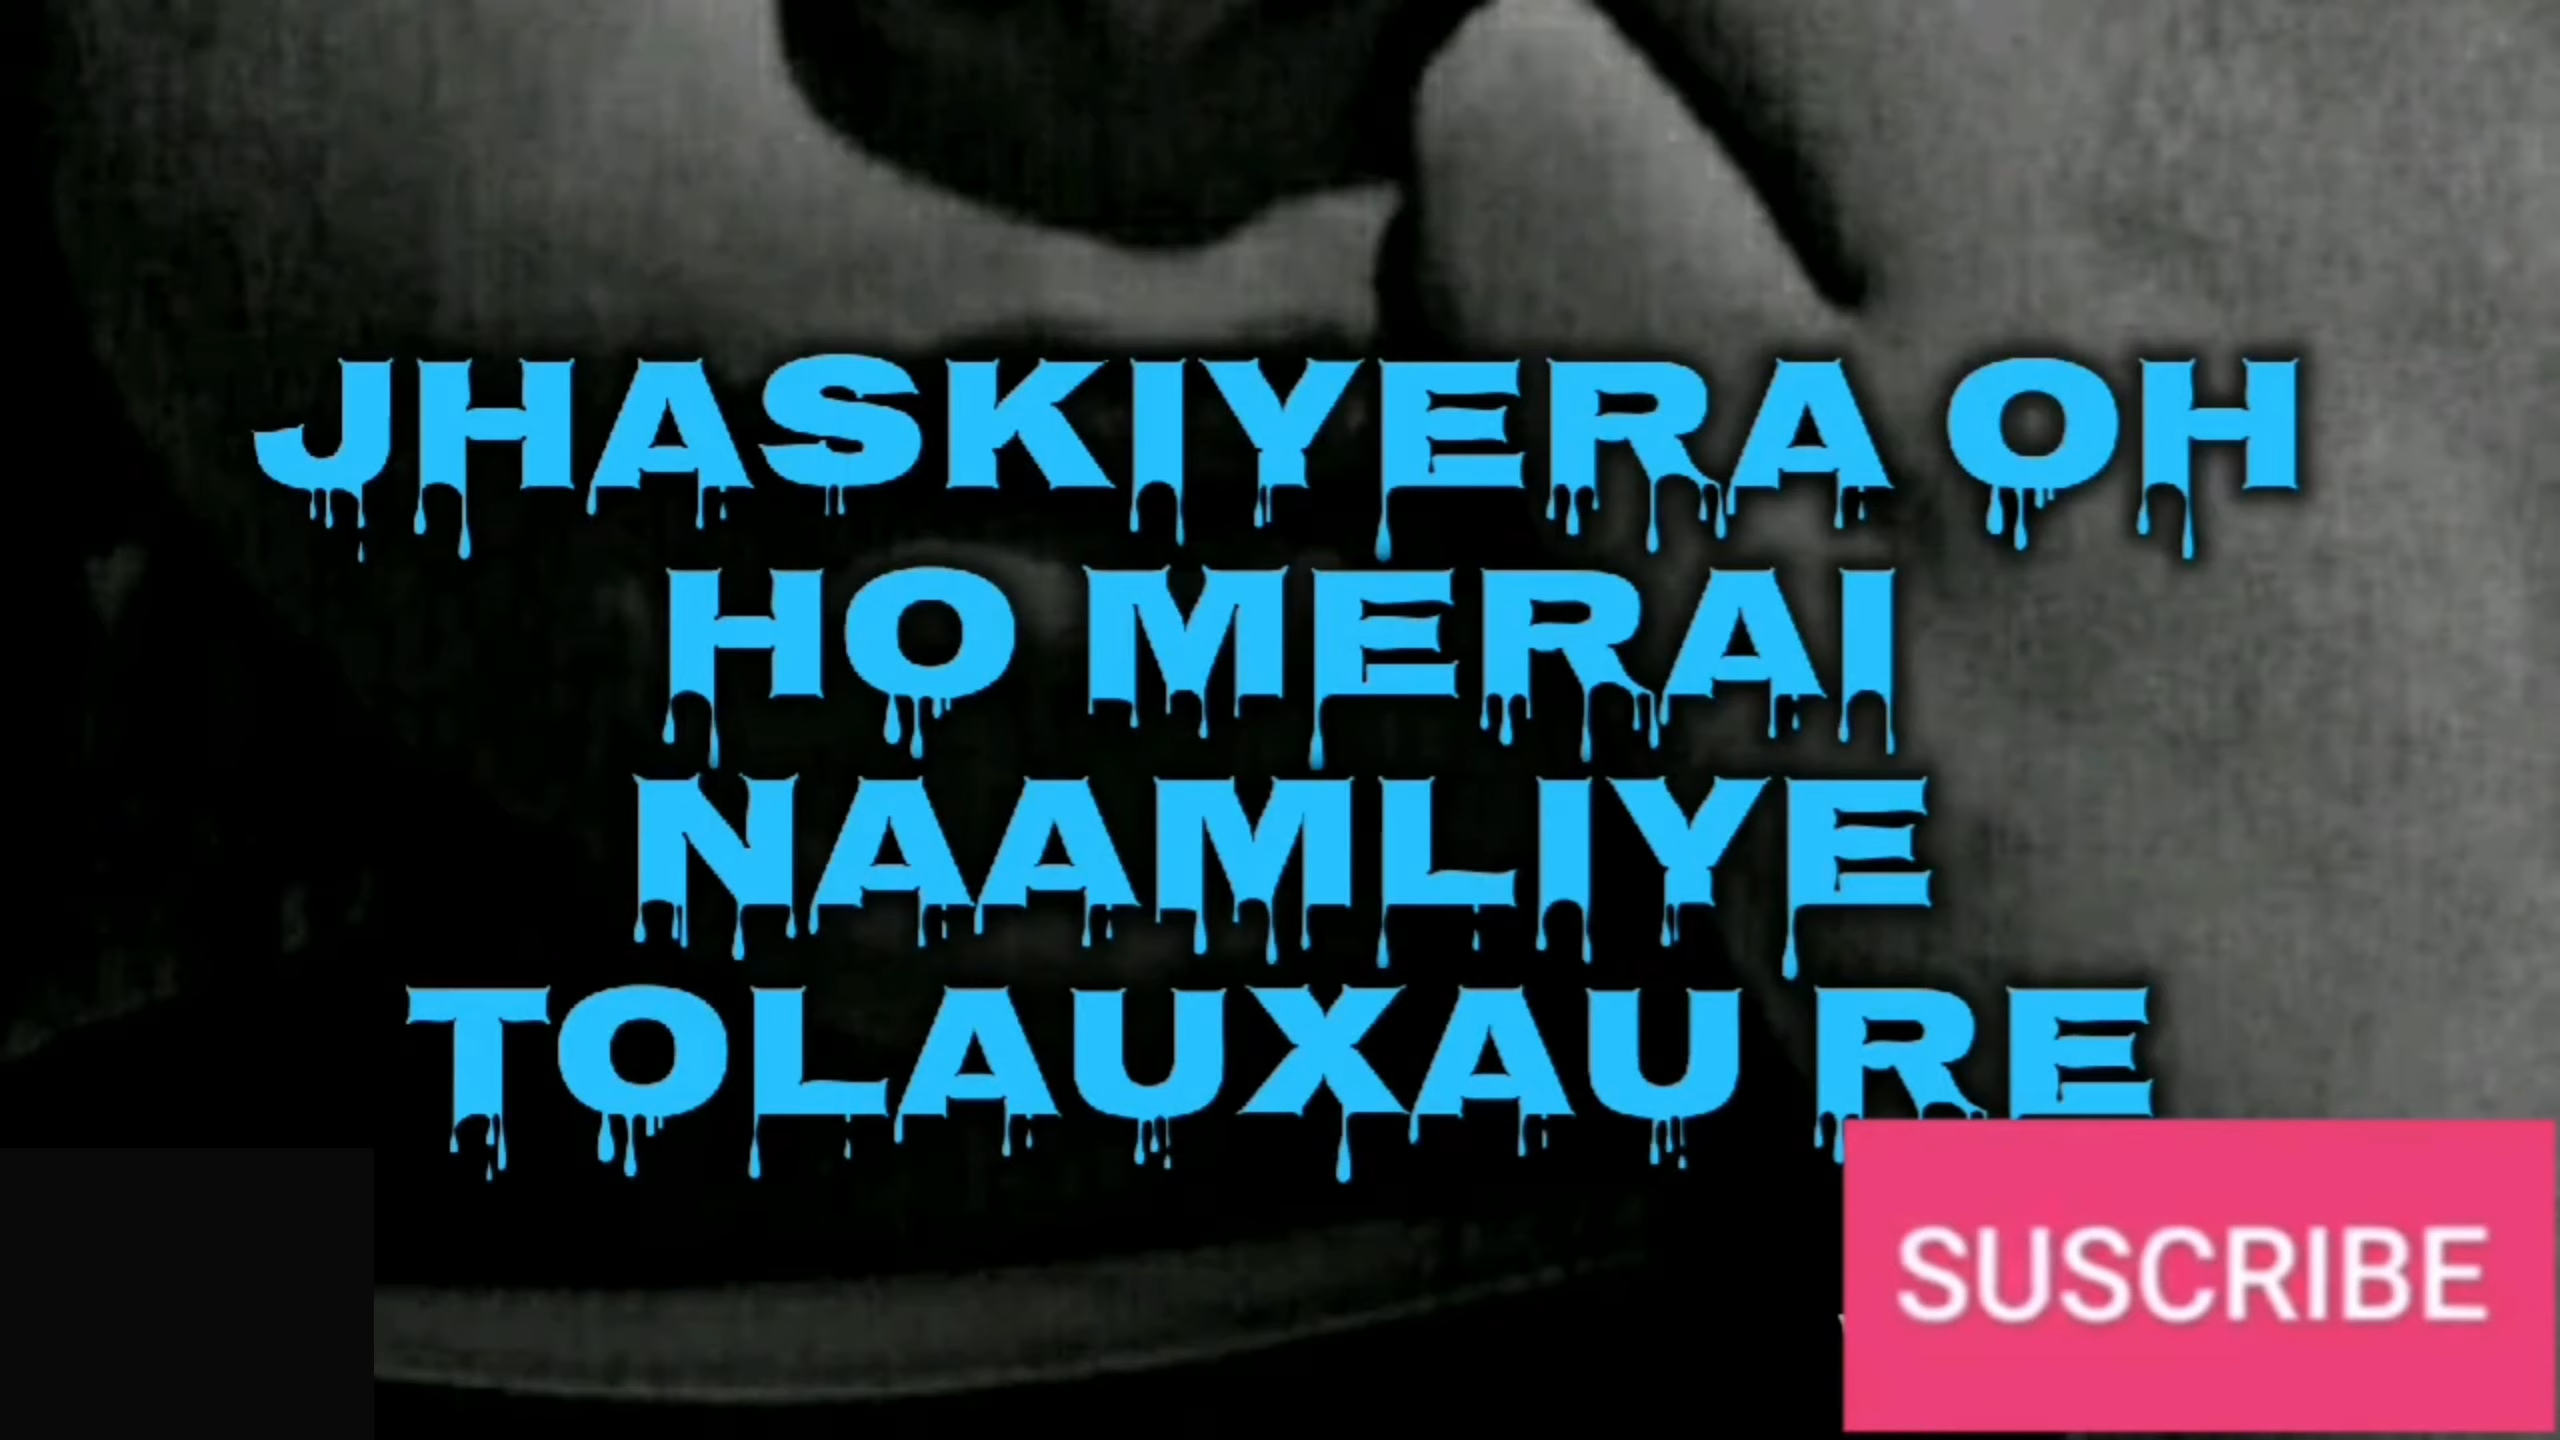 JHASKIYERA OH
HO MERAI
NAAMLIYE
TOLAUXAU RE
SUSCRIBE